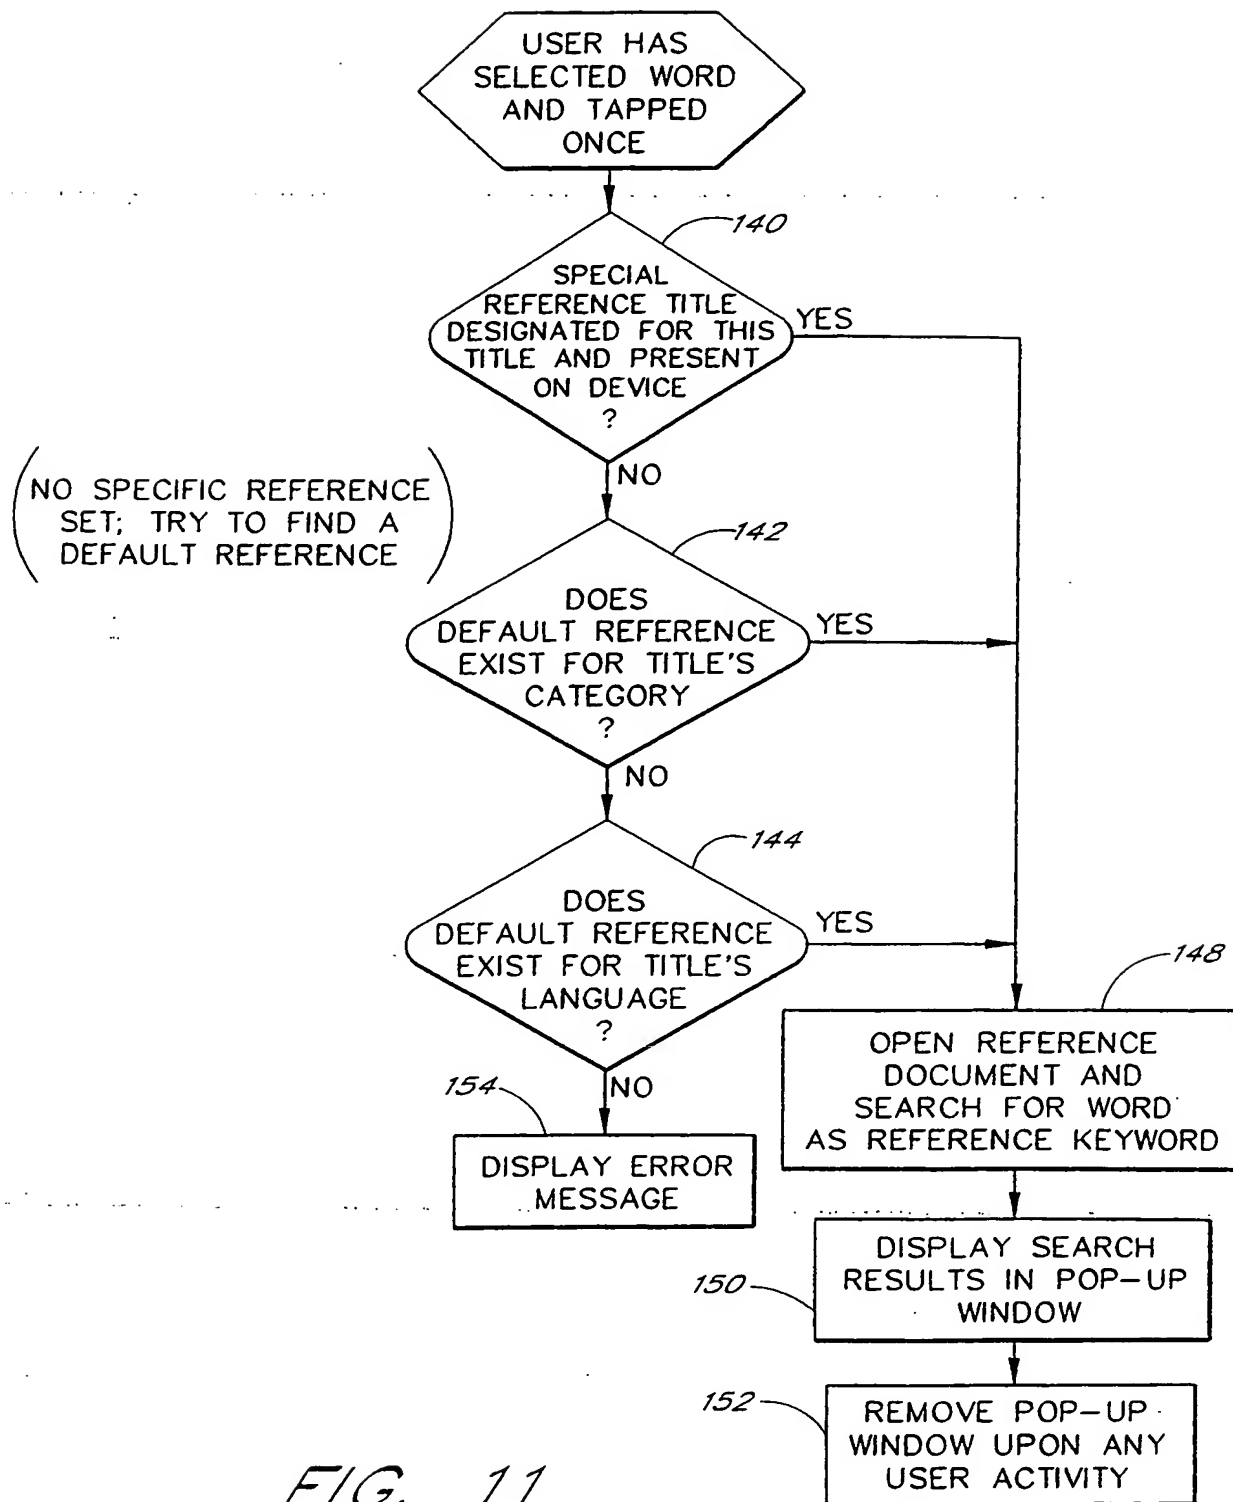 USER HAS
SELECTED WORD
AND TAPPED
ONCE
140
SPECIAL
REFERENCE TITLE
DESIGNATED FOR THIS
TITLE AND PRESENT
ON DEVICE
?
YES
NO
(NO SPECIFIC REFERENCE
SET; TRY TO FIND A
DEFAULT REFERENCE)
142
DOES
DEFAULT REFERENCE
EXIST FOR TITLE'S
CATEGORY
?
YES
NO
144
DOES
DEFAULT REFERENCE
EXIST FOR TITLE'S
LANGUAGE
?
YES
NO
154
DISPLAY ERROR
MESSAGE
148
OPEN REFERENCE
DOCUMENT AND
SEARCH FOR WORD
AS REFERENCE KEYWORD
150
DISPLAY SEARCH
RESULTS IN POP-UP
WINDOW
152
REMOVE POP-UP
WINDOW UPON ANY
USER ACTIVITY
FIG. 11